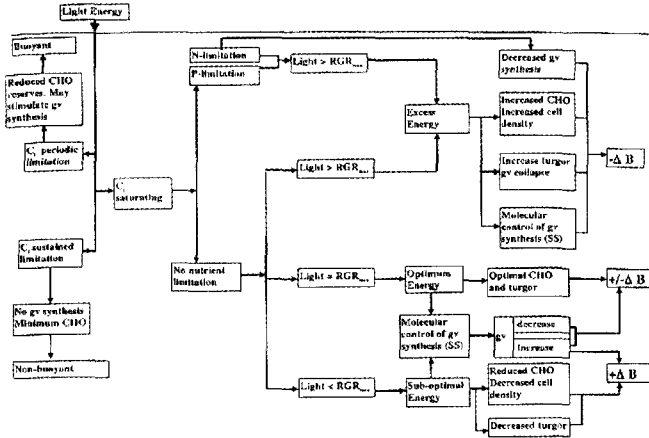 Light Energy
Buoyant
Reduced CHO
reserves. May
stimulate gv
synthesis
Ci periodic
limitation
Ci
saturating
Ci sustained
limitation
No gv synthesis
Minimum CHO
Non-buoyant
N-limitation
P-limitation
No nutrient
limitation
Light > RGRmax
Light > RGRmax
Light = RGRmax
Light < RGRmax
Excess
Energy
Optimum
Energy
Molecular
control of gv
synthesis (SS)
Sub-optimal
Energy
Decreased gv
synthesis
Increased CHO
Increased cell
density
Increase turgor
gv collapse
Molecular
control of gv
synthesis (SS)
Optimal CHO
and turgor
gv
decrease
Increase
Reduced CHO
Decreased cell
density
Decreased turgor
-Δ B
+/-Δ B
+Δ B